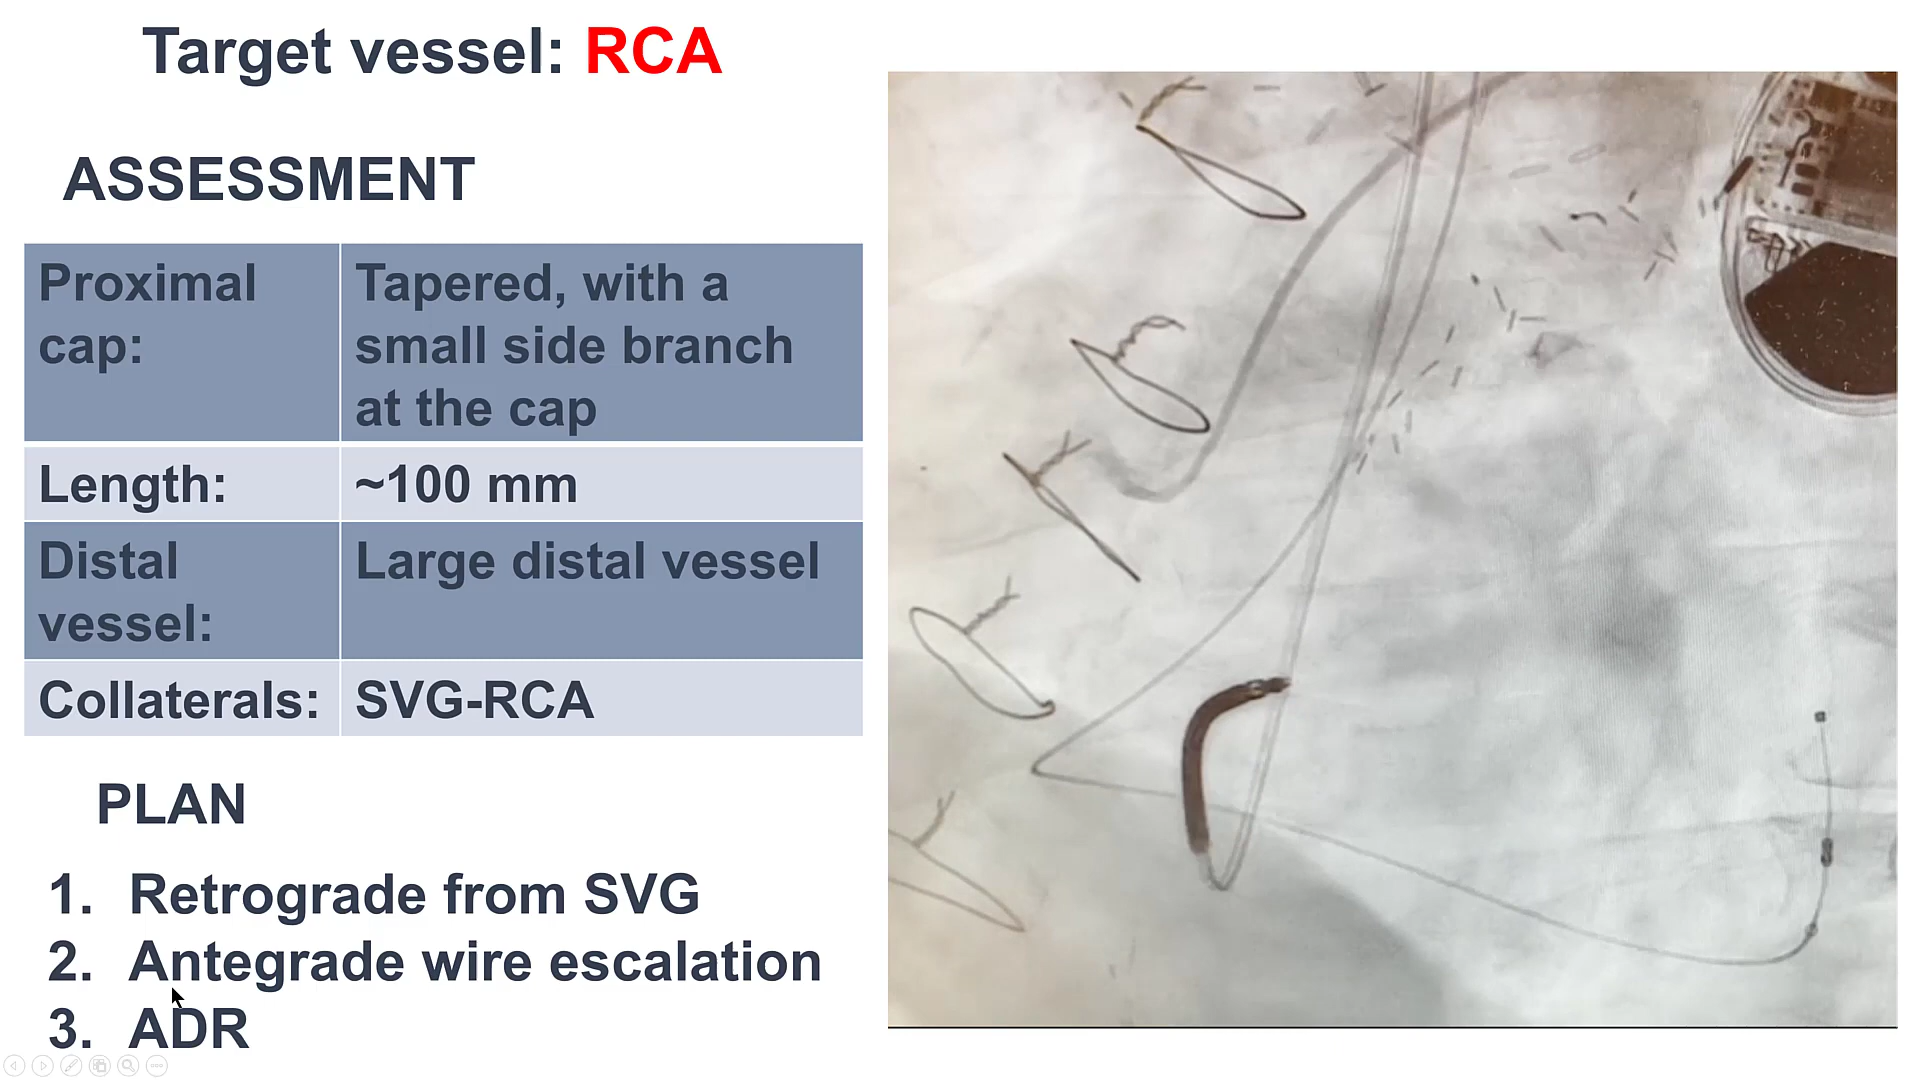 Target vessel: RCA
ASSESSMENT
Proximal cap:
Tapered, with a small side branch at the cap
Length:
~100 mm
Distal vessel:
Large distal vessel
Collaterals:
SVG-RCA
PLAN
1. Retrograde from SVG
2. Antegrade wire escalation
3. ADR